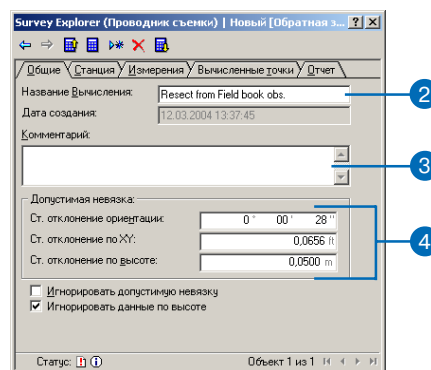 Survey Explorer (Проводник съемки) | Новый [Обратная з...
Общие Станция Измерения Вычисленные точки Отчет
Название Вычисления: Resect from Field book obs.
2
Дата создания: 12.03.2004 13:37:45
Комментарий:
3
Допустимая невязка:
Ст. отклонение ориентации: 0 ° 00 ' 28 ''
Ст. отклонение по XY: 0,0656 ft
4
Ст. отклонение по высоте: 0,0500 m
Игнорировать допустимую невязку
Игнорировать данные по высоте
Статус: Объект 1 из 1